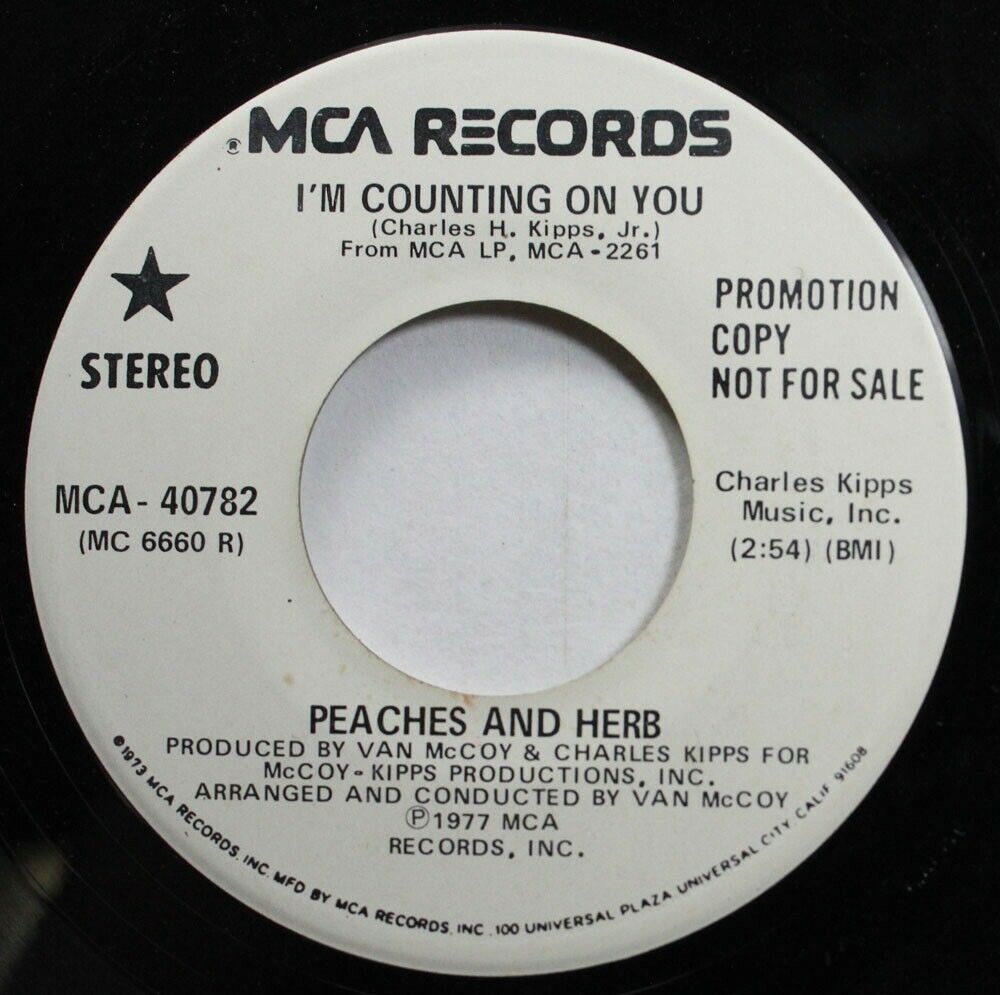 ® MCA RECORDS
I'M COUNTING ON YOU
(Charles H. Kipps, Jr.)
From MCA LP, MCA-2261
STEREO
PROMOTION
COPY
NOT FOR SALE
MCA- 40782
(MC 6660 R)
Charles Kipps
Music, Inc.
(2:54) (BMI)
PEACHES AND HERB
PRODUCED BY VAN McCOY & CHARLES KIPPS FOR
McCOY-KIPPS PRODUCTIONS, INC.
ARRANGED AND CONDUCTED BY VAN McCOY
Ⓟ1977 MCA
RECORDS, INC.
©1973 MCA RECORDS, INC. MFD BY MCA RECORDS, INC. 100 UNIVERSAL PLAZA UNIVERSAL CITY CALIF 91608